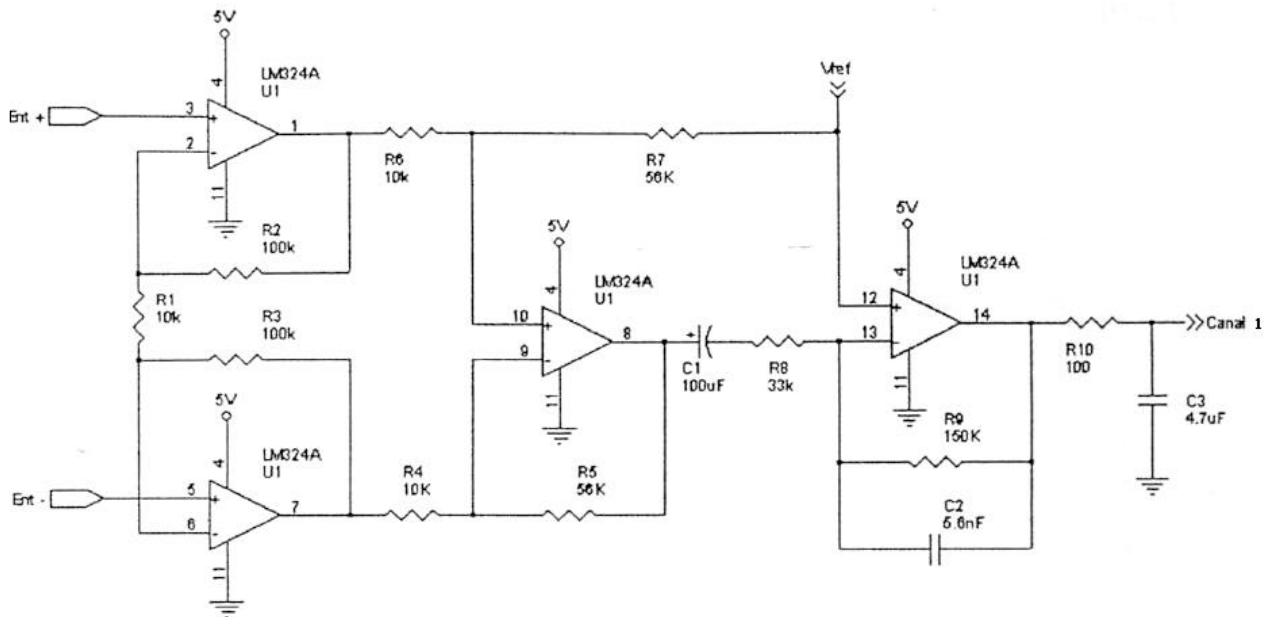 5V
4
LM324A
U1
Ent +
3
+
1
2
-
11
R6
10k
R2
100k
R1
10k
R3
100k
5V
4
LM324A
U1
Ent -
5
+
7
6
-
11
R4
10K
R5
56K
5V
4
LM324A
U1
10
+
8
9
-
11
R7
56K
Vref
C1
100uF
+
R8
33k
5V
4
LM324A
U1
12
+
14
13
-
11
R9
150K
C2
5.6nF
R10
100
Canal 1
C3
4.7uF